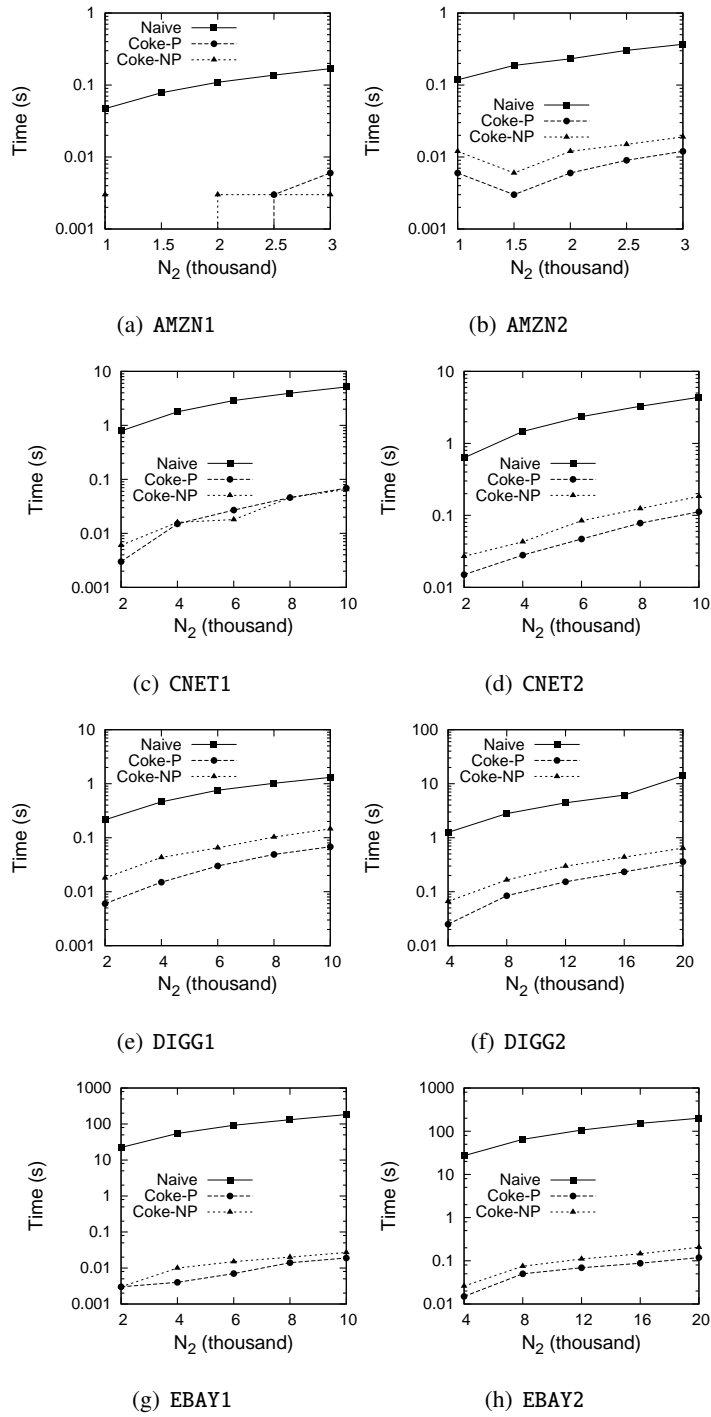 1
0.1
0.01
0.001
Time (s)
Naive
Coke-P
Coke-NP
1 1.5 2 2.5 3
N₂ (thousand)
(a) AMZN1
1
0.1
0.01
0.001
Time (s)
Naive
Coke-P
Coke-NP
1 1.5 2 2.5 3
N₂ (thousand)
(b) AMZN2
10
1
0.1
0.01
0.001
Time (s)
Naive
Coke-P
Coke-NP
2 4 6 8 10
N₂ (thousand)
(c) CNET1
10
1
0.1
0.01
Time (s)
Naive
Coke-P
Coke-NP
2 4 6 8 10
N₂ (thousand)
(d) CNET2
10
1
0.1
0.01
0.001
Time (s)
Naive
Coke-P
Coke-NP
2 4 6 8 10
N₂ (thousand)
(e) DIGG1
100
10
1
0.1
0.01
Time (s)
Naive
Coke-P
Coke-NP
4 8 12 16 20
N₂ (thousand)
(f) DIGG2
1000
100
10
1
0.1
0.01
0.001
Time (s)
Naive
Coke-P
Coke-NP
2 4 6 8 10
N₂ (thousand)
(g) EBAY1
1000
100
10
1
0.1
0.01
Time (s)
Naive
Coke-P
Coke-NP
4 8 12 16 20
N₂ (thousand)
(h) EBAY2